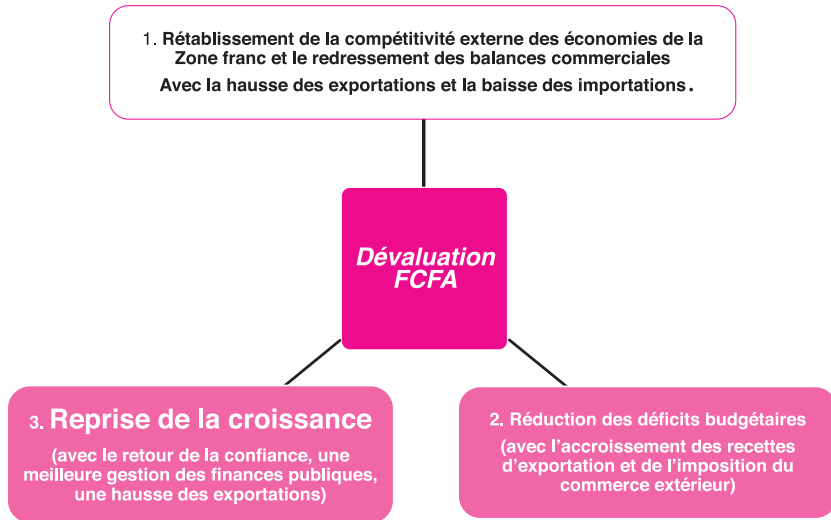 1. Rétablissement de la compétitivité externe des économies de la
Zone franc et le redressement des balances commerciales
Avec la hausse des exportations et la baisse des importations.
Dévaluation
FCFA
2. Réduction des déficits budgétaires
(avec l'accroissement des recettes
d'exportation et de l'imposition du
commerce extérieur)
3. Reprise de la croissance
(avec le retour de la confiance, une
meilleure gestion des finances publiques,
une hausse des exportations)